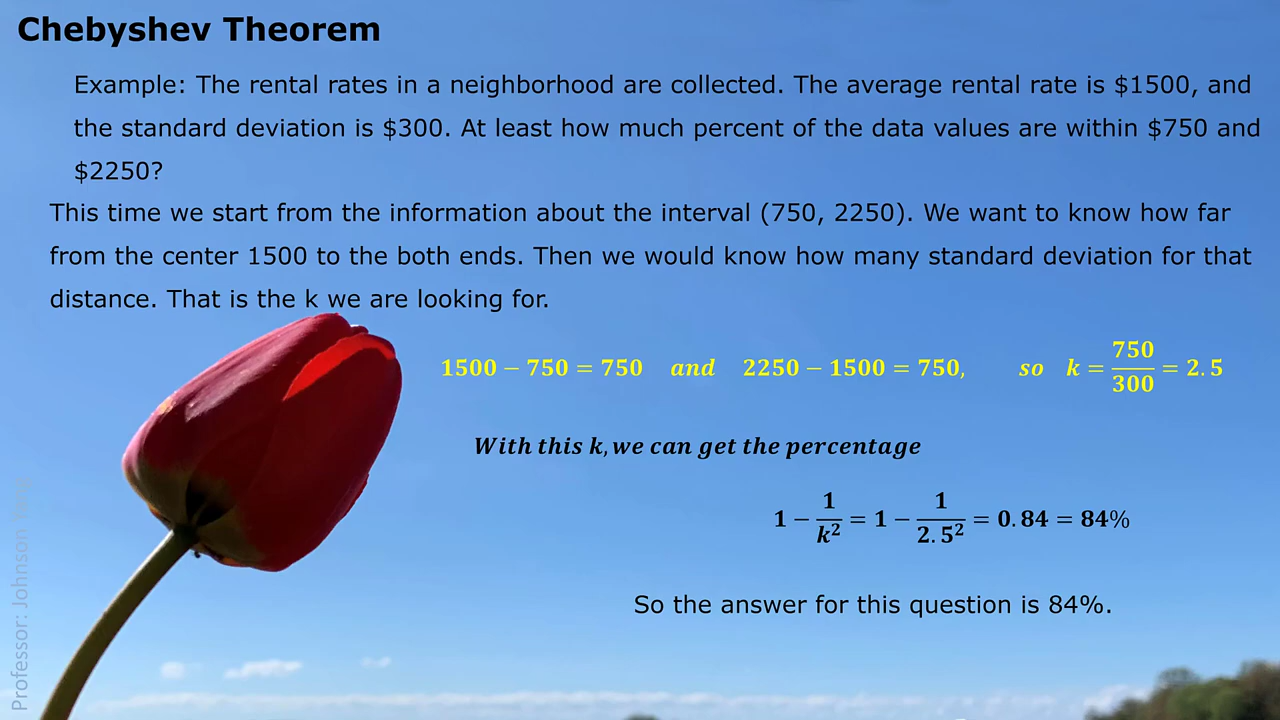 Chebyshev Theorem
Example: The rental rates in a neighborhood are collected. The average rental rate is $1500, and
the standard deviation is $300. At least how much percent of the data values are within $750 and
$2250?
This time we start from the information about the interval (750, 2250). We want to know how far
from the center 1500 to the both ends. Then we would know how many standard deviation for that
distance. That is the k we are looking for.
1500 − 750 = 750 and 2250 − 1500 = 750, so k = 750/300 = 2.5
With this k, we can get the percentage
1 − 1/k² = 1 − 1/2.5² = 0.84 = 84%
So the answer for this question is 84%.
Professor: Johnson